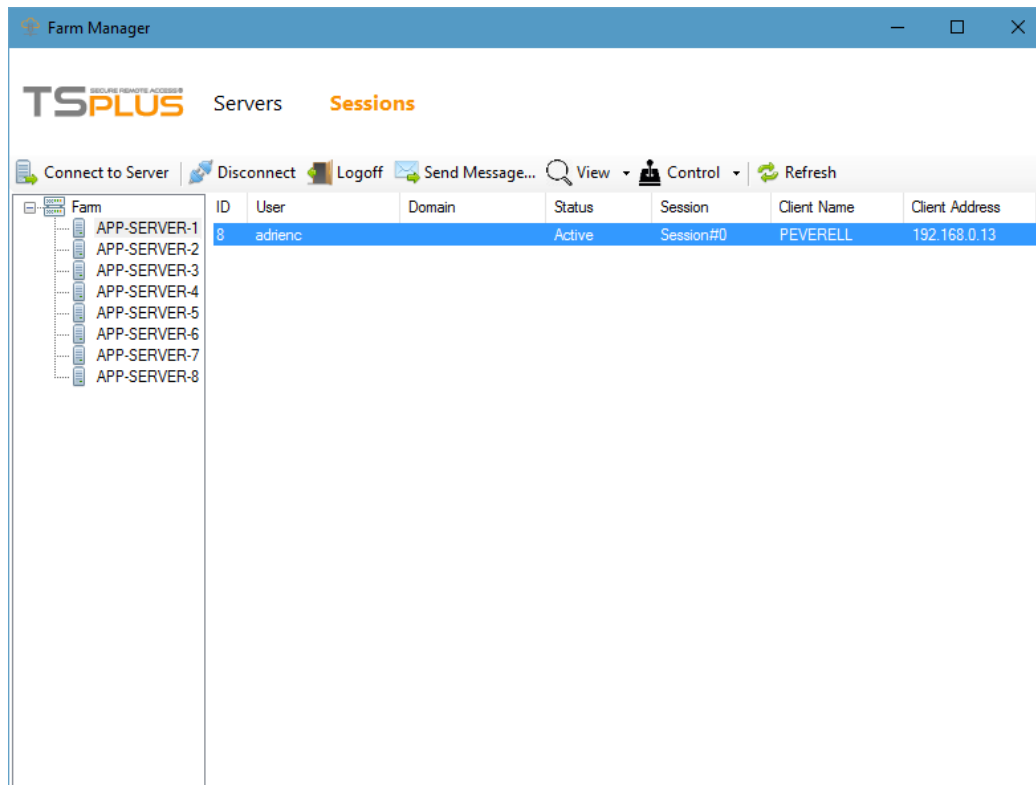 Farm Manager
TSPLUS SECURE REMOTE ACCESS® Servers Sessions
Connect to Server Disconnect Logoff Send Message... View Control Refresh
Farm ID User Domain Status Session Client Name Client Address
APP-SERVER-1 8 adrienc Active Session#0 PEVERELL 192.168.0.13
APP-SERVER-2
APP-SERVER-3
APP-SERVER-4
APP-SERVER-5
APP-SERVER-6
APP-SERVER-7
APP-SERVER-8